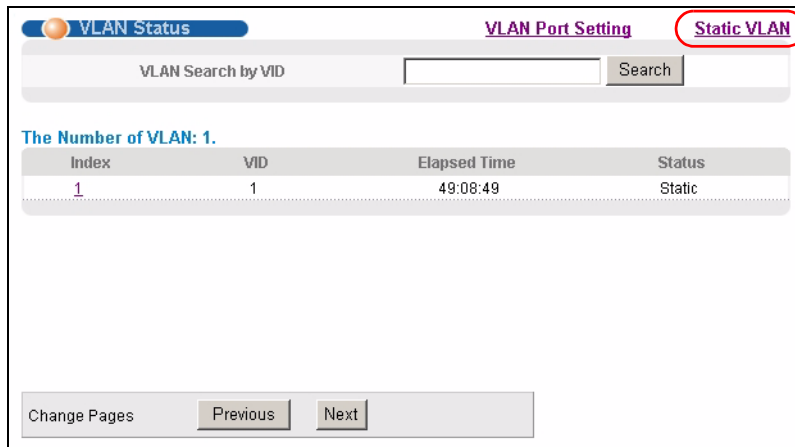 VLAN Status VLAN Port Setting Static VLAN
VLAN Search by VID Search
The Number of VLAN: 1.
Index VID Elapsed Time Status
1 1 49:08:49 Static
Change Pages Previous Next